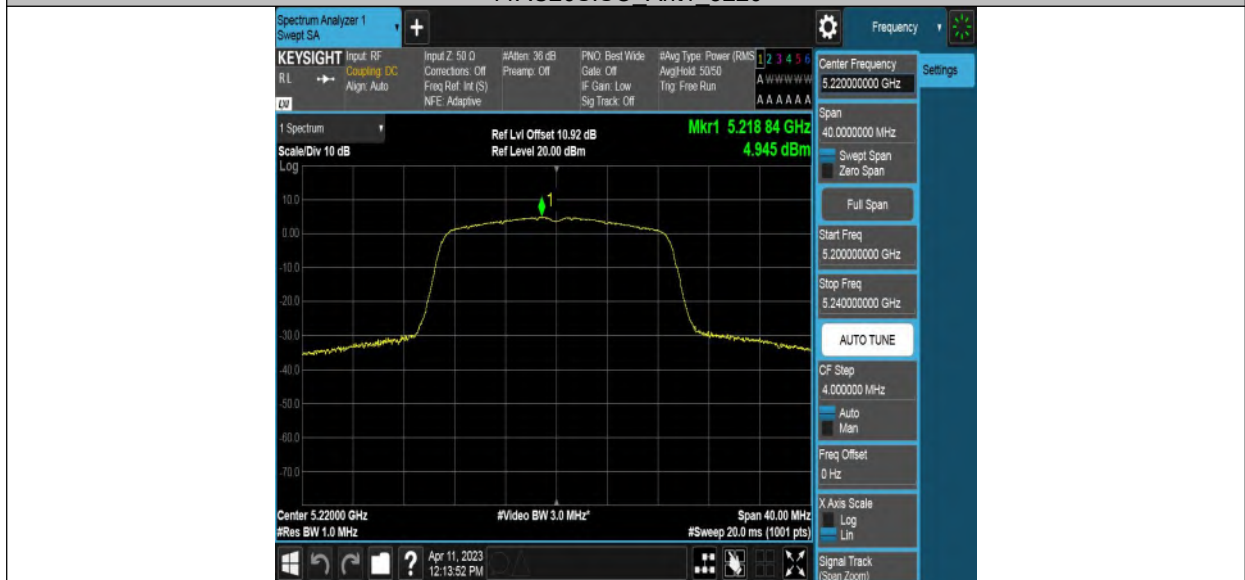 Spectrum Analyzer 1
Swept SA
+
Frequency
KEYSIGHT
RL
LXI
Input: RF
Coupling: DC
Align: Auto
Input Z: 50 Ω
Corrections: Off
Freq Ref: Int (S)
NFE: Adaptive
#Atten: 36 dB
Preamp: Off
PNO: Best Wide
Gate: Off
IF Gain: Low
Sig Track: Off
#Avg Type: Power (RMS
Avg|Hold: 50/50
Trig: Free Run
1 2 3 4 5 6
A W W W W W
A A A A A A
1 Spectrum
Scale/Div 10 dB
Log
Ref Lvl Offset 10.92 dB
Ref Level 20.00 dBm
Mkr1 5.218 84 GHz
4.945 dBm
1
10.0
0.00
-10.0
-20.0
-30.0
-40.0
-50.0
-60.0
-70.0
Center 5.22000 GHz
#Res BW 1.0 MHz
#Video BW 3.0 MHz*
Span 40.00 MHz
#Sweep 20.0 ms (1001 pts)
?
Apr 11, 2023
12:13:52 PM
Center Frequency
5.220000000 GHz
Settings
Span
40.0000000 MHz
Swept Span
Zero Span
Full Span
Start Freq
5.200000000 GHz
Stop Freq
5.240000000 GHz
AUTO TUNE
CF Step
4.000000 MHz
Auto
Man
Freq Offset
0 Hz
X Axis Scale
Log
Lin
Signal Track
(Span Zoom)